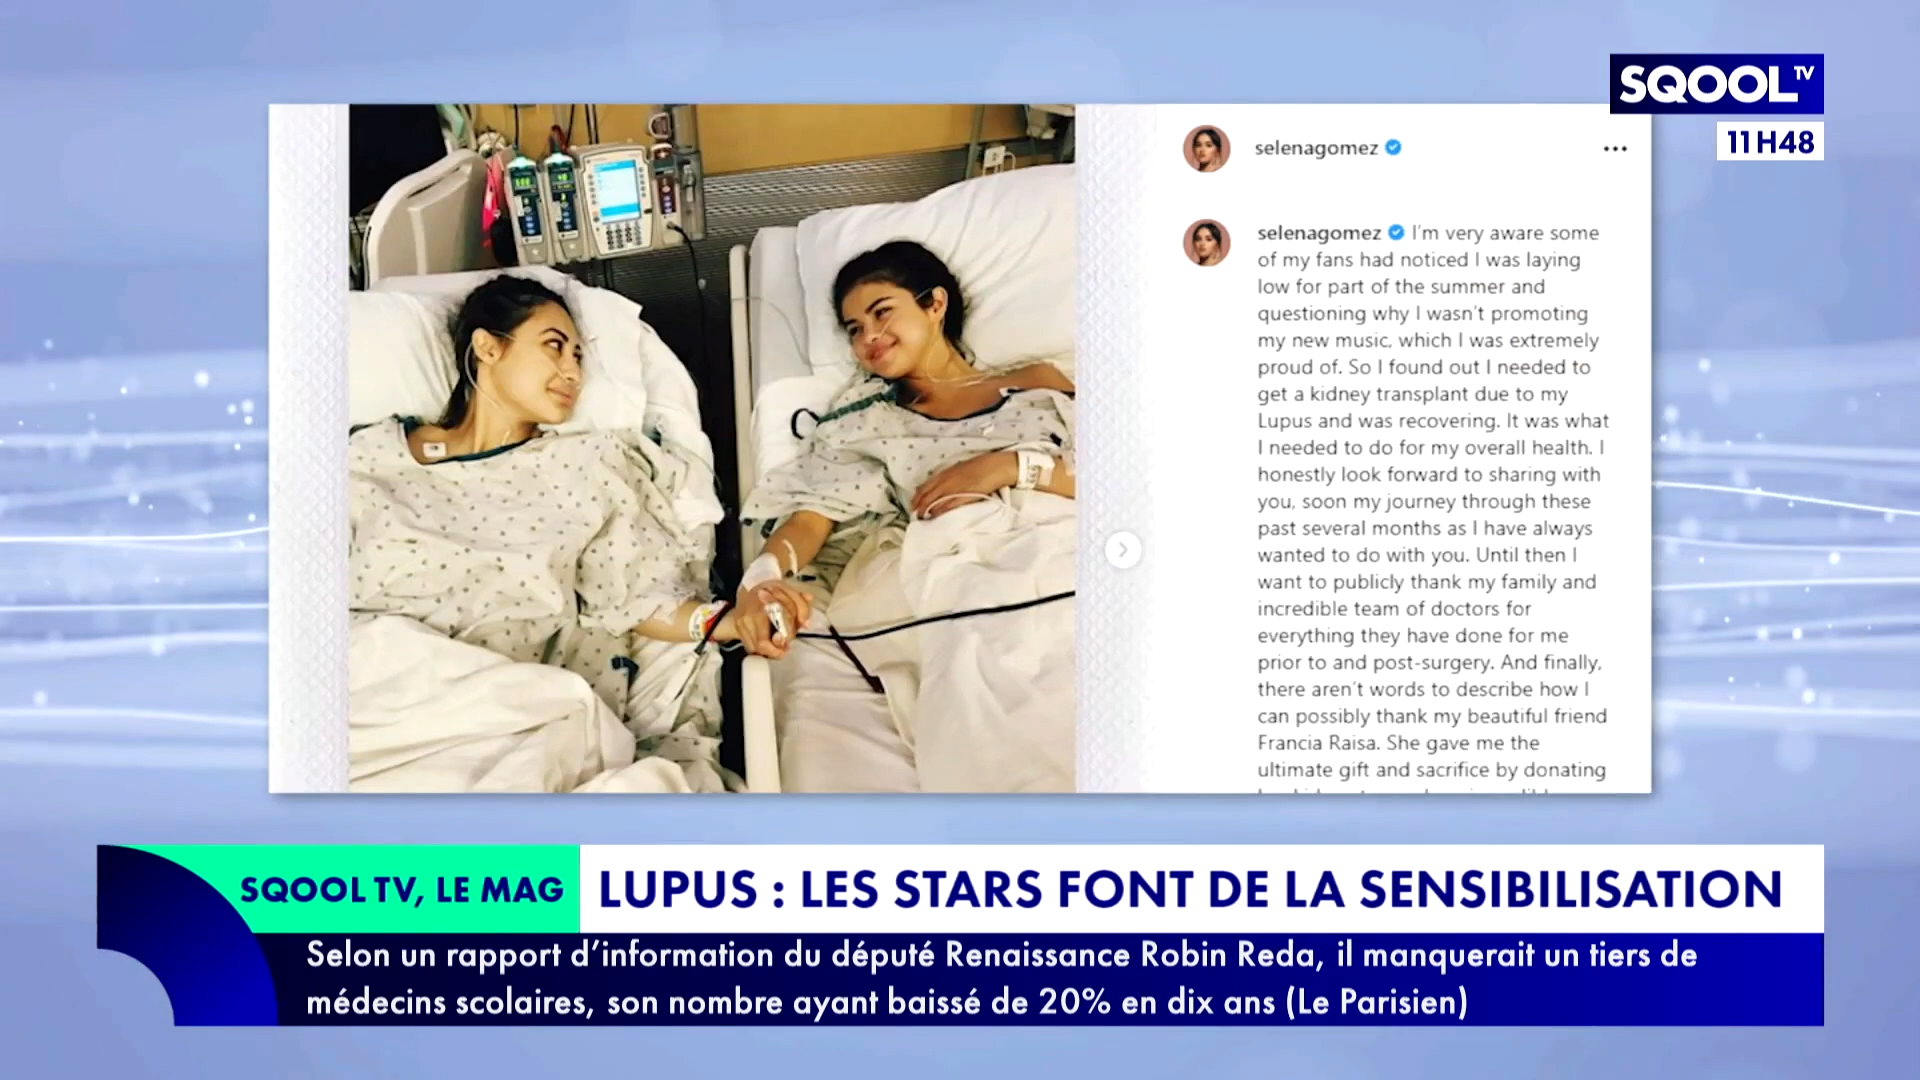 SQOOL TV
11H48
selenagomez
selenagomez I'm very aware some
of my fans had noticed I was laying
low for part of the summer and
questioning why I wasn't promoting
my new music, which I was extremely
proud of. So I found out I needed to
get a kidney transplant due to my
Lupus and was recovering. It was what
I needed to do for my overall health. I
honestly look forward to sharing with
you, soon my journey through these
past several months as I have always
wanted to do with you. Until then I
want to publicly thank my family and
incredible team of doctors for
everything they have done for me
prior to and post-surgery. And finally,
there aren't words to describe how I
can possibly thank my beautiful friend
Francia Raisa. She gave me the
ultimate gift and sacrifice by donating
SQOOL TV, LE MAG
LUPUS : LES STARS FONT DE LA SENSIBILISATION
Selon un rapport d'information du député Renaissance Robin Reda, il manquerait un tiers de
médecins scolaires, son nombre ayant baissé de 20% en dix ans (Le Parisien)